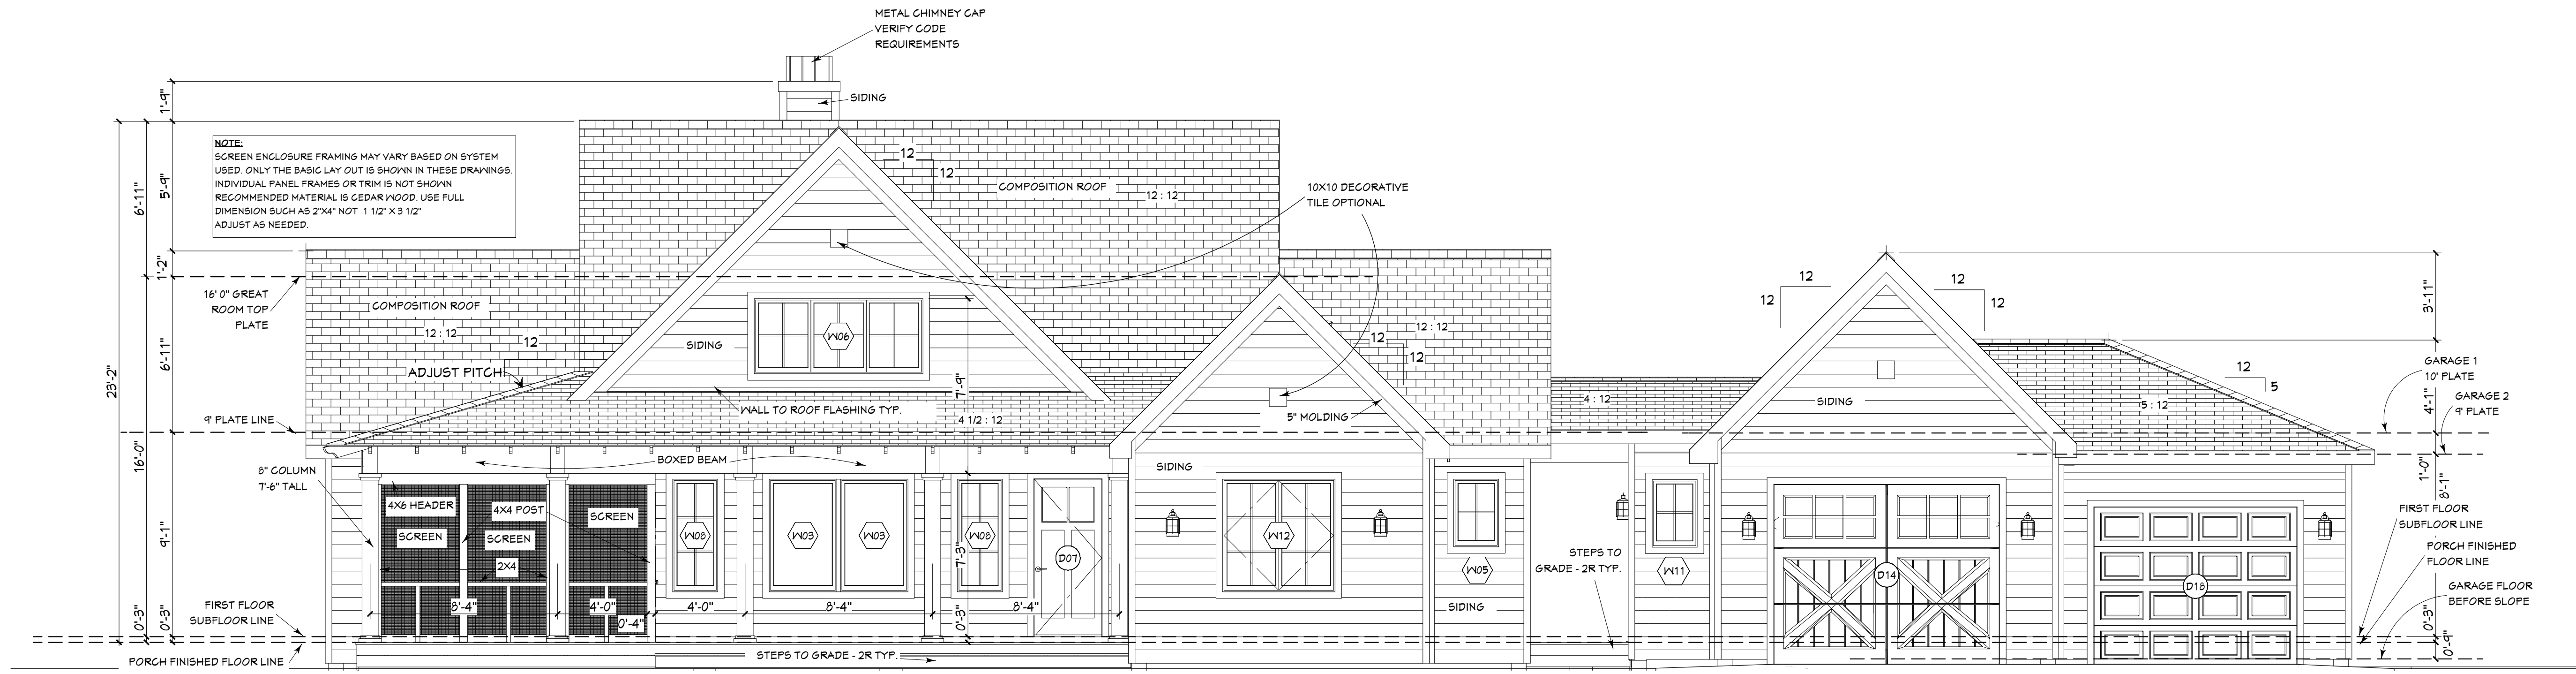 METAL CHIMNEY CAP
VERIFY CODE
REQUIREMENTS
SIDING
1'-9"
NOTE:
SCREEN ENCLOSURE FRAMING MAY VARY BASED ON SYSTEM
USED. ONLY THE BASIC LAY OUT IS SHOWN IN THESE DRAWINGS.
INDIVIDUAL PANEL FRAMES OR TRIM IS NOT SHOWN
RECOMMENDED MATERIAL IS CEDAR WOOD. USE FULL
DIMENSION SUCH AS 2"X4" NOT 1 1/2" X 3 1/2"
ADJUST AS NEEDED.
6'-11"
5'-9"
1'-2"
12
12
COMPOSITION ROOF
12 : 12
10X10 DECORATIVE
TILE OPTIONAL
16' 0" GREAT
ROOM TOP
PLATE
COMPOSITION ROOF
12 : 12
12
ADJUST PITCH
6'-11"
23'-2"
W06
SIDING
7'-9"
WALL TO ROOF FLASHING TYP.
4 1/2 : 12
12 : 12
12
12
5" MOLDING
4 : 12
12
12
12
12
SIDING
12
5
5 : 12
3'-11"
GARAGE 1
10' PLATE
4'-1"
GARAGE 2
9' PLATE
9' PLATE LINE
16'-0"
8" COLUMN
7'-6" TALL
BOXED BEAM
4X6 HEADER
4X4 POST
SCREEN
SCREEN
SCREEN
2X4
9'-1"
W08
W03
W03
W08
D07
7'-3"
SIDING
W12
W05
SIDING
STEPS TO
GRADE - 2R TYP.
W11
D14
D18
1'-0"
8'-1"
FIRST FLOOR
SUBFLOOR LINE
PORCH FINISHED
FLOOR LINE
GARAGE FLOOR
BEFORE SLOPE
0'-3"
0'-9"
8'-4"
4'-0"
0'-4"
4'-0"
8'-4"
8'-4"
0'-3"
0'-3"
0'-3"
FIRST FLOOR
SUBFLOOR LINE
PORCH FINISHED FLOOR LINE
STEPS TO GRADE - 2R TYP.